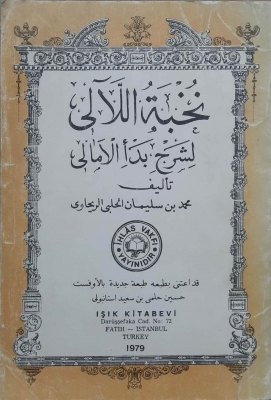 نخبة اللآلي
لشرح بدأ الأمالي
تأليف
محمد بن سليمان الحلبي الريحاوي
İHLÂS VAKFI
YAYINIDIR
قد اعتنى بطبعه طبعة جديدة بالأوفست
حسين حلمي بن سعيد استانبولي
IŞIK KİTABEVİ
Darüşşefaka Cad. No: 72
FATİH - İSTANBUL
TURKEY
1979